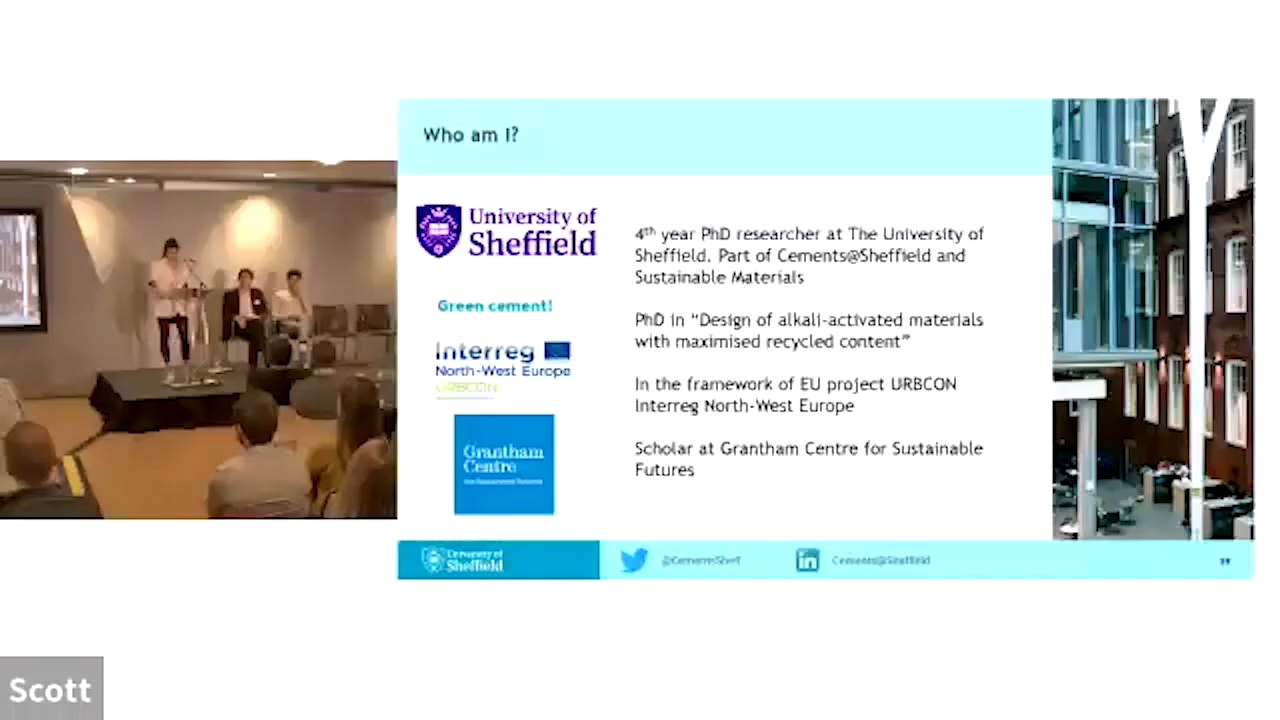 Who am I?
University of
Sheffield
4th year PhD researcher at The University of
Sheffield. Part of Cements@Sheffield and
Sustainable Materials
Green cement!
PhD in “Design of alkali-activated materials
with maximised recycled content”
Interreg
North-West Europe
URBCON
In the framework of EU project URBCON
Interreg North-West Europe
Grantham
Centre
Scholar at Grantham Centre for Sustainable
Futures
University of
Sheffield
@CementsSheff
Cements@Sheffield
Scott